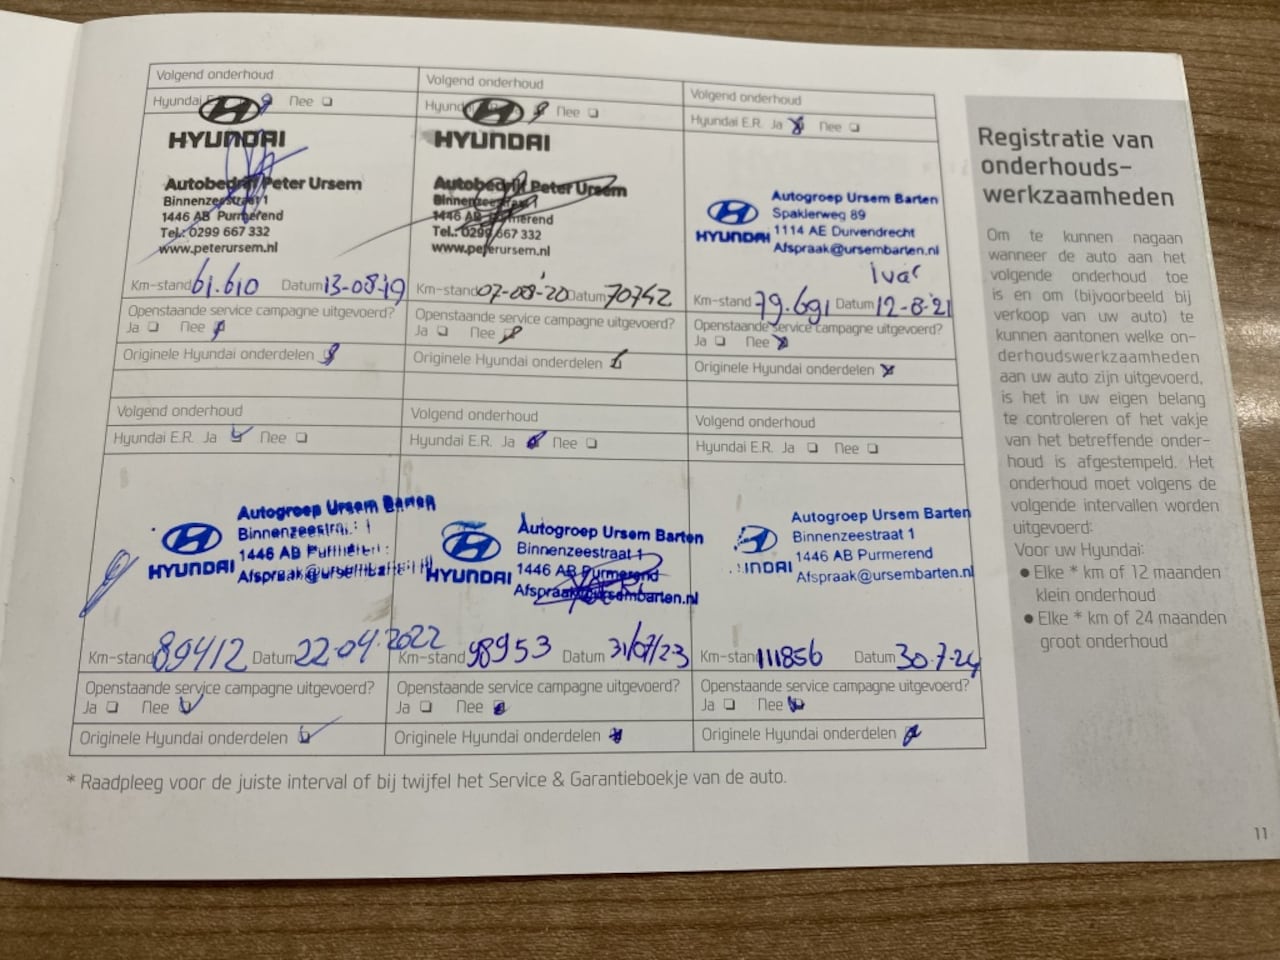 Volgend onderhoud
Hyundai Nee
HYUNDAI
Autobedrijf Peter Ursem
Binnenzeestraat 1
1446 AB Purmerend
Tel.: 0299 667 332
www.peterursem.nl
Km-stand 61.610 Datum 13-08-'19
Openstaande service campagne uitgevoerd?
Ja Nee
Originele Hyundai onderdelen
Volgend onderhoud
Nee
HYUNDAI
Autobedrijf Peter Ursem
Binnenzeestraat 1
1446 AB Purmerend
Tel.: 0299 667 332
www.peterursem.nl
Km-stand 07-08-'20 Datum 70742
Openstaande service campagne uitgevoerd?
Ja Nee
Originele Hyundai onderdelen
Volgend onderhoud
Hyundai E.R. Ja Nee
HYUNDAI
Autogroep Ursem Barten
Spaklerweg 89
1114 AE Duivendrecht
Afspraak@ursembarten.nl
Ivar
Km-stand 79.691 Datum 12-8-'21
Openstaande service campagne uitgevoerd?
Ja Nee
Originele Hyundai onderdelen
Volgend onderhoud
Hyundai E.R. Ja Nee
HYUNDAI
Autogroep Ursem Barten
Binnenzeestraat 1
1446 AB Purmerend
Afspraak@ursembarten.nl
Km-stand 89412 Datum 22-04-2022
Openstaande service campagne uitgevoerd?
Ja Nee
Originele Hyundai onderdelen
Volgend onderhoud
Hyundai E.R. Ja Nee
HYUNDAI
Autogroep Ursem Barten
Binnenzeestraat 1
1446 AB Purmerend
Afspraak@ursembarten.nl
Km-stand 98953 Datum 31/07/23
Openstaande service campagne uitgevoerd?
Ja Nee
Originele Hyundai onderdelen
Volgend onderhoud
Hyundai E.R. Ja Nee
Autogroep Ursem Barten
Binnenzeestraat 1
1446 AB Purmerend
Afspraak@ursembarten.nl
Km-stand 111856 Datum 30-7-24
Openstaande service campagne uitgevoerd?
Ja Nee
Originele Hyundai onderdelen
* Raadpleeg voor de juiste interval of bij twijfel het Service & Garantieboekje van de auto.
Registratie van
onderhouds-
werkzaamheden
Om te kunnen nagaan
wanneer de auto aan het
volgende onderhoud toe
is en om (bijvoorbeeld bij
verkoop van uw auto) te
kunnen aantonen welke on-
derhoudswerkzaamheden
aan uw auto zijn uitgevoerd,
is het in uw eigen belang
te controleren of het vakje
van het betreffende onder-
houd is afgestempeld. Het
onderhoud moet volgens de
volgende intervallen worden
uitgevoerd:
Voor uw Hyundai:
● Elke * km of 12 maanden
klein onderhoud
● Elke * km of 24 maanden
groot onderhoud
11